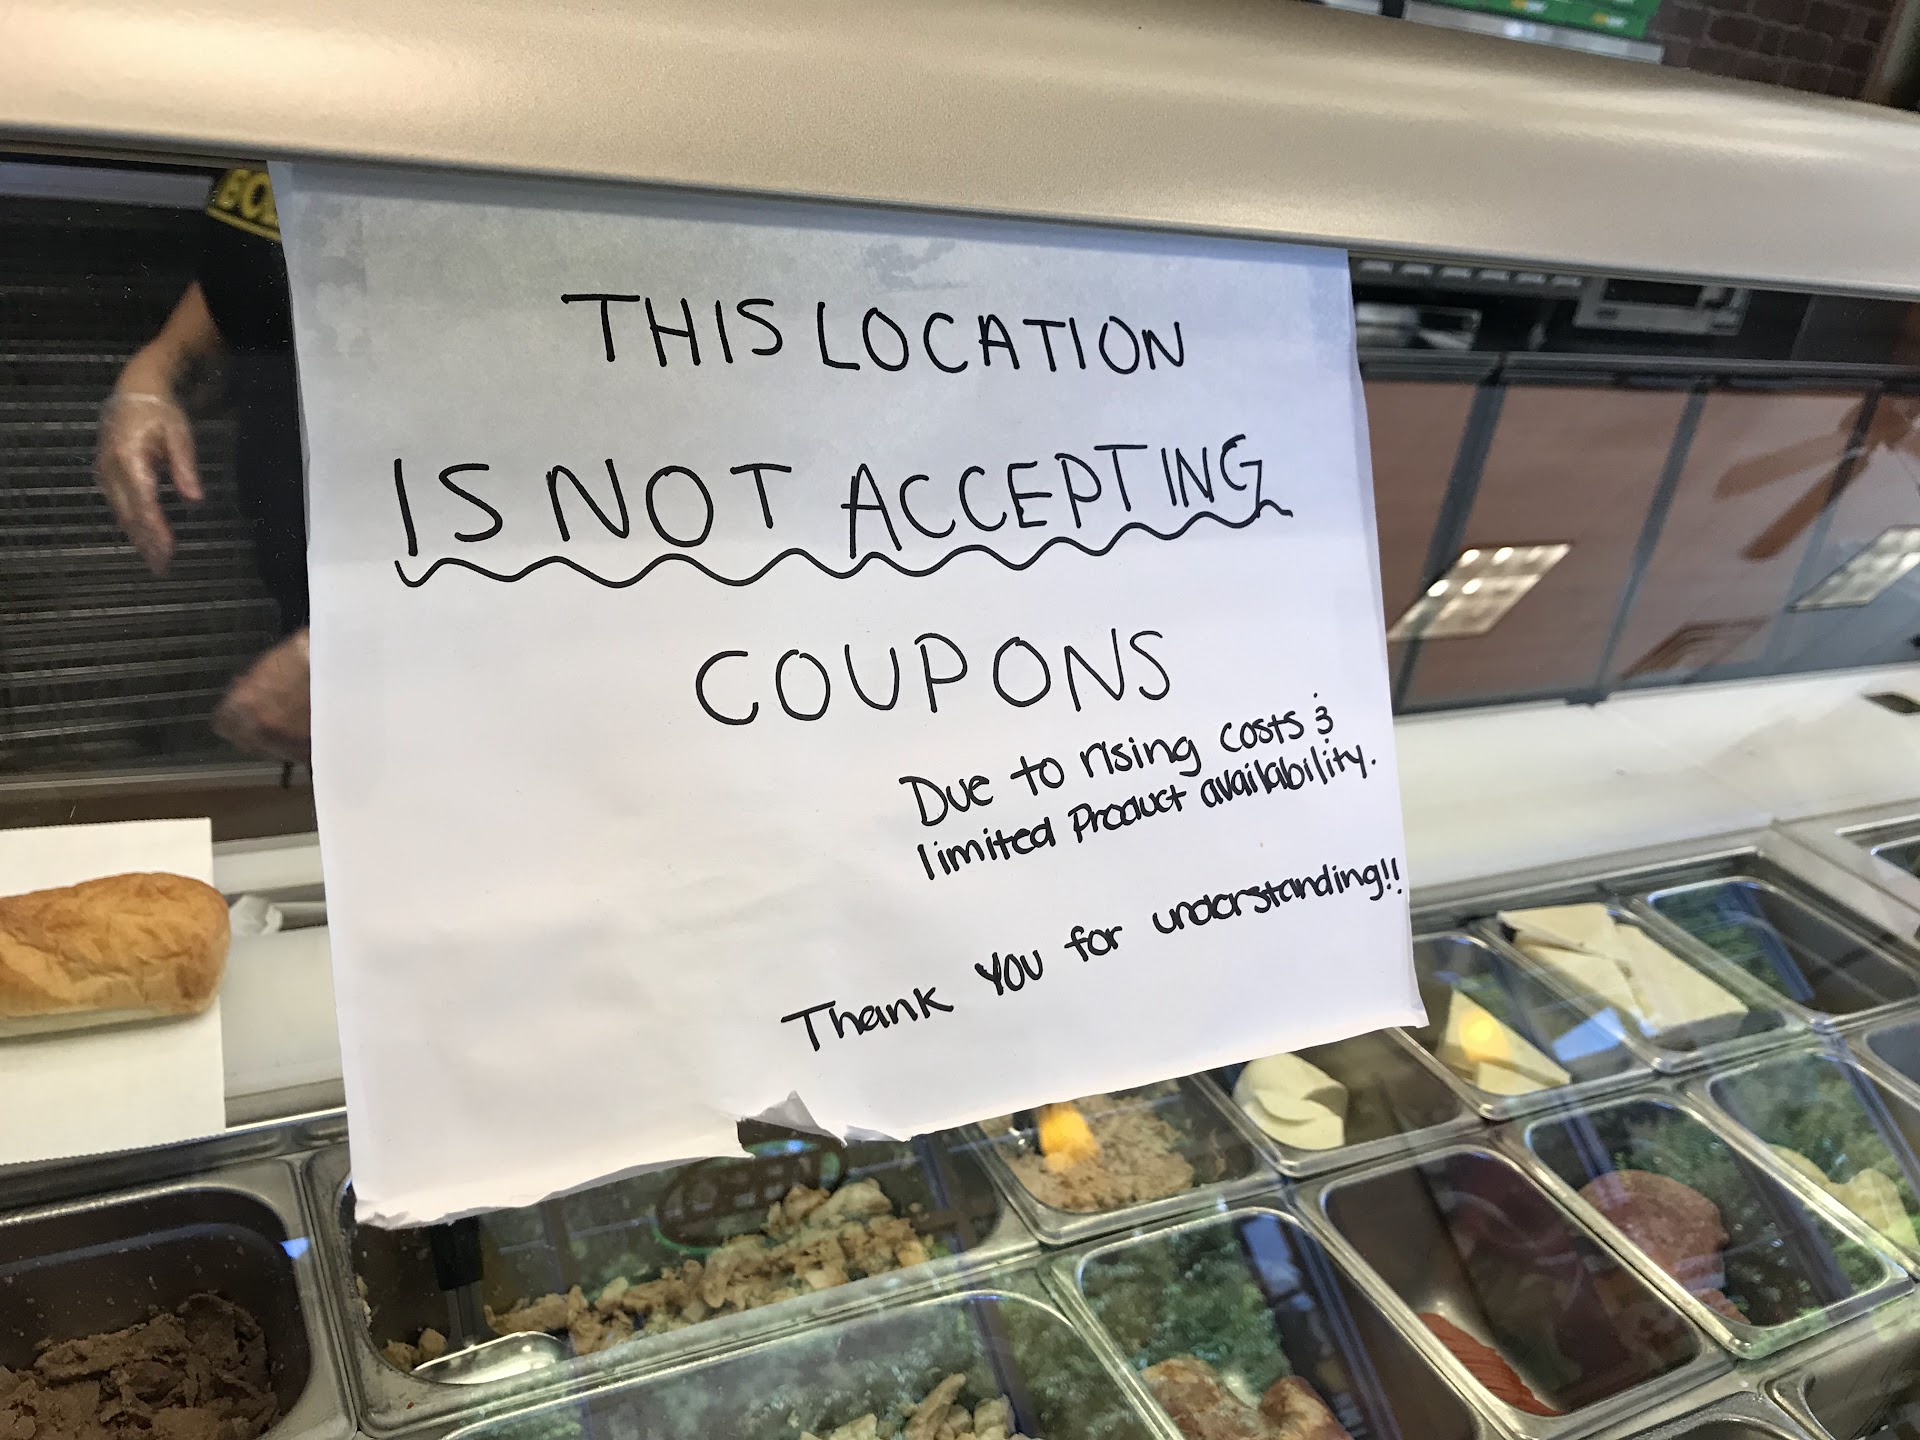 THIS LOCATION
IS NOT ACCEPTING
COUPONS
Due to rising costs &
limited Product availability.
Thank You for understanding!!